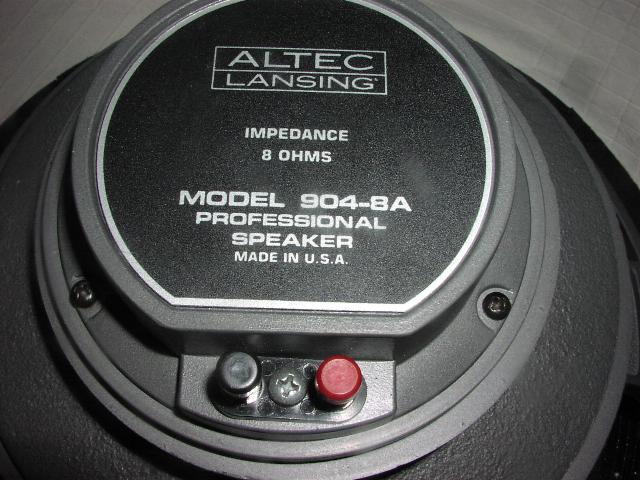 ALTEC
LANSING®
IMPEDANCE
8 OHMS
MODEL 904-8A
PROFESSIONAL
SPEAKER
MADE IN U.S.A.